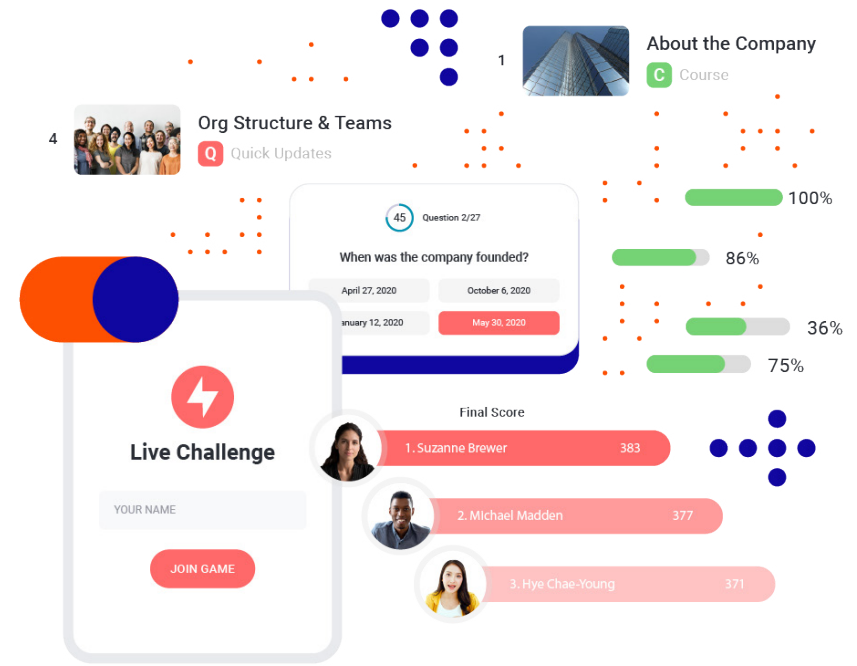 1
About the Company
C Course
4
Org Structure & Teams
Q Quick Updates
100%
86%
36%
75%
45 Question 2/27
When was the company founded?
April 27, 2020 October 6, 2020
anuary 12, 2020 May 30, 2020
Live Challenge
YOUR NAME
JOIN GAME
Final Score
1. Suzanne Brewer 383
2. Michael Madden 377
3. Hye Chae-Young 371